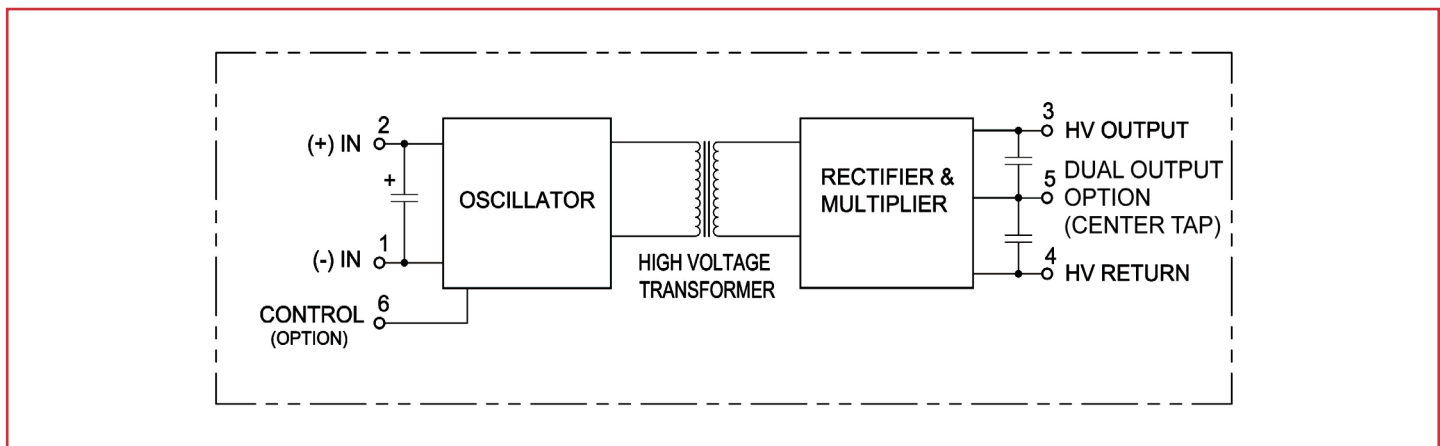 2
(+) IN
+
1
(-) IN
6
CONTROL
(OPTION)
OSCILLATOR
HIGH VOLTAGE
TRANSFORMER
RECTIFIER &
MULTIPLIER
3
HV OUTPUT
5
DUAL OUTPUT
OPTION
(CENTER TAP)
4
HV RETURN